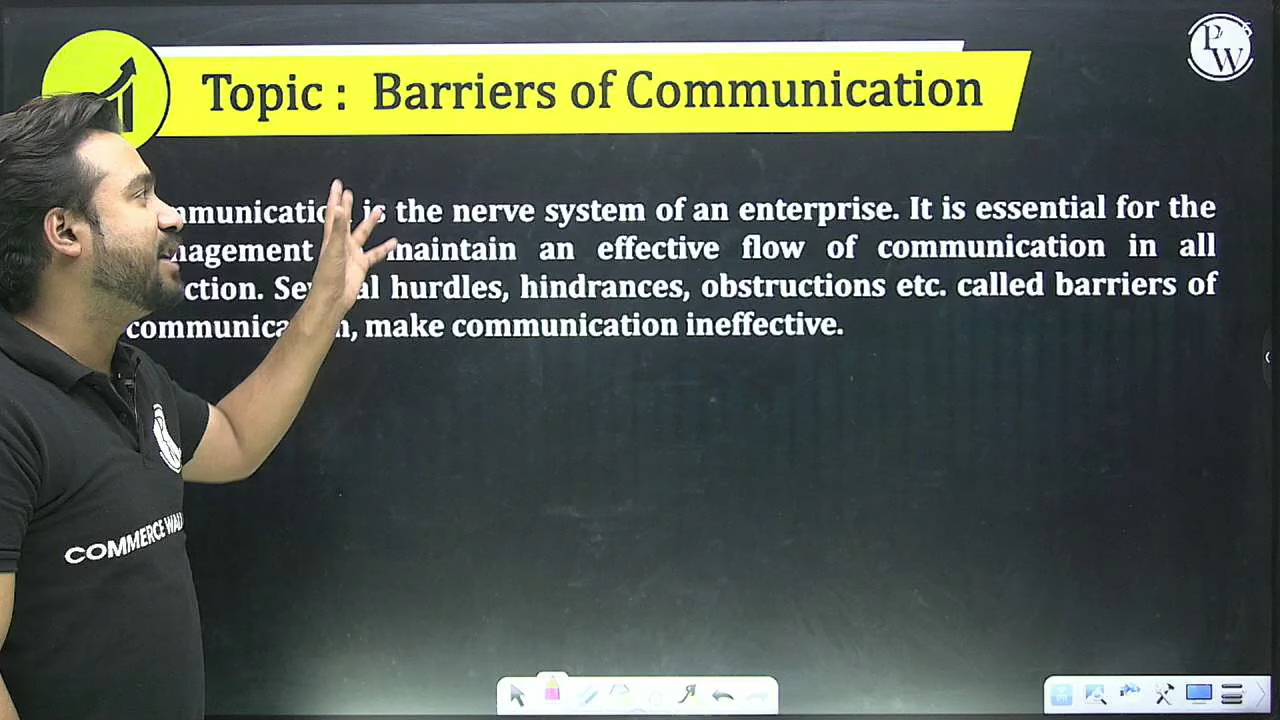 Topic : Barriers of Communication
PW
is the nerve system of an enterprise. It is essential for the
maintain an effective flow of communication in all
hurdles, hindrances, obstructions etc. called barriers of
make communication ineffective.
COMMERCE